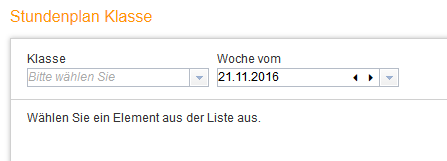 Stundenplan Klasse
Klasse Woche vom
Bitte wählen Sie 21.11.2016
Wählen Sie ein Element aus der Liste aus.